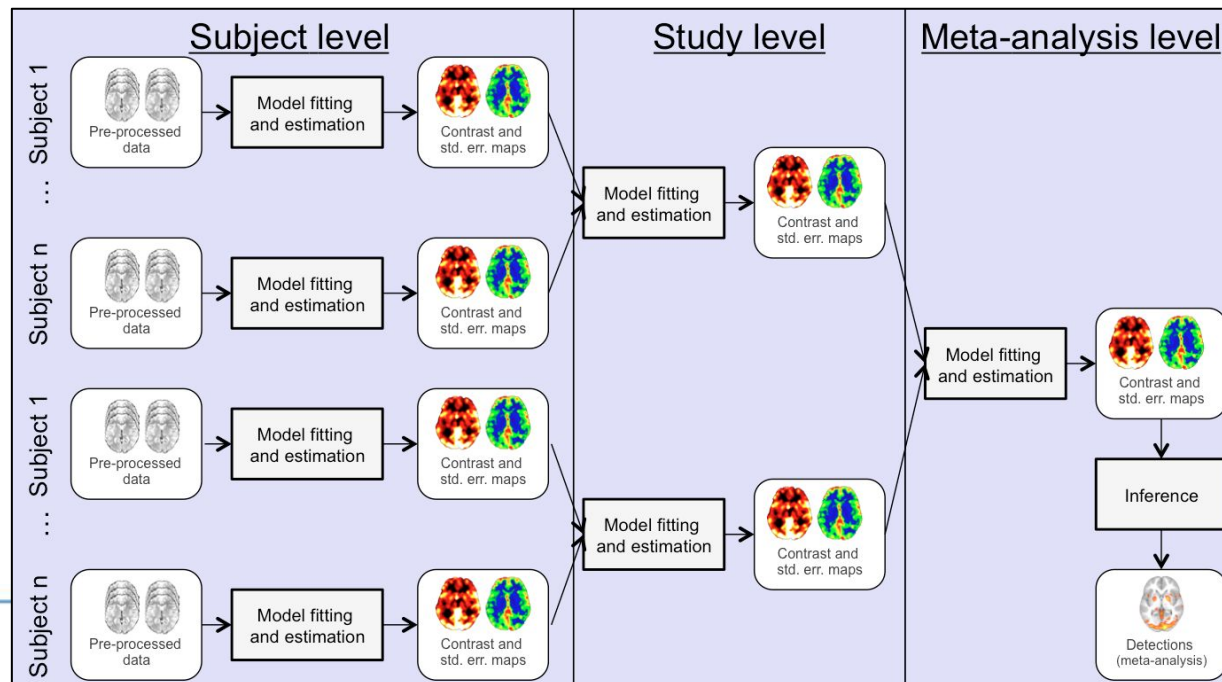 Subject level
Study level
Meta-analysis level
Subject 1
Pre-processed
data
Model fitting
and estimation
Contrast and
std. err. maps
...
Subject n
Pre-processed
data
Model fitting
and estimation
Contrast and
std. err. maps
Model fitting
and estimation
Contrast and
std. err. maps
Subject 1
Pre-processed
data
Model fitting
and estimation
Contrast and
std. err. maps
...
Subject n
Pre-processed
data
Model fitting
and estimation
Contrast and
std. err. maps
Model fitting
and estimation
Contrast and
std. err. maps
Model fitting
and estimation
Contrast and
std. err. maps
Inference
Detections
(meta-analysis)